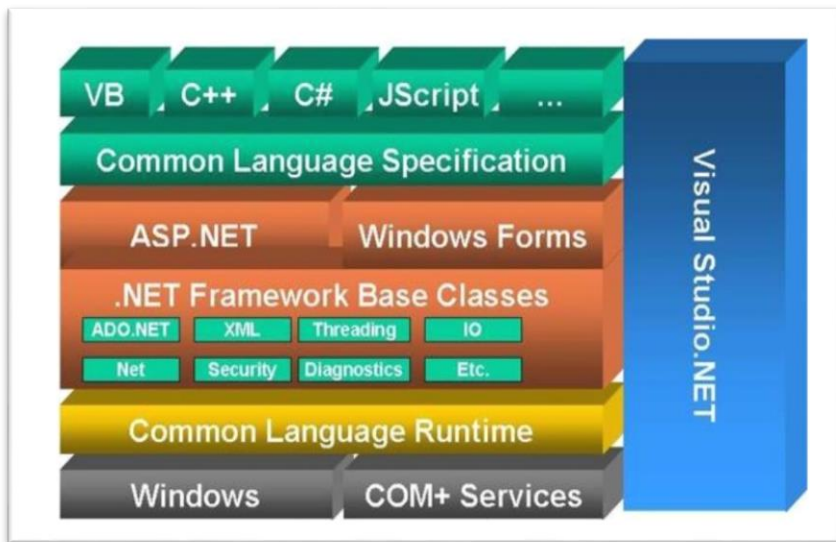 VB C++ C# JScript ...
Common Language Specification
ASP.NET Windows Forms
.NET Framework Base Classes
ADO.NET XML Threading IO
Net Security Diagnostics Etc.
Common Language Runtime
Windows COM+ Services
Visual Studio.NET